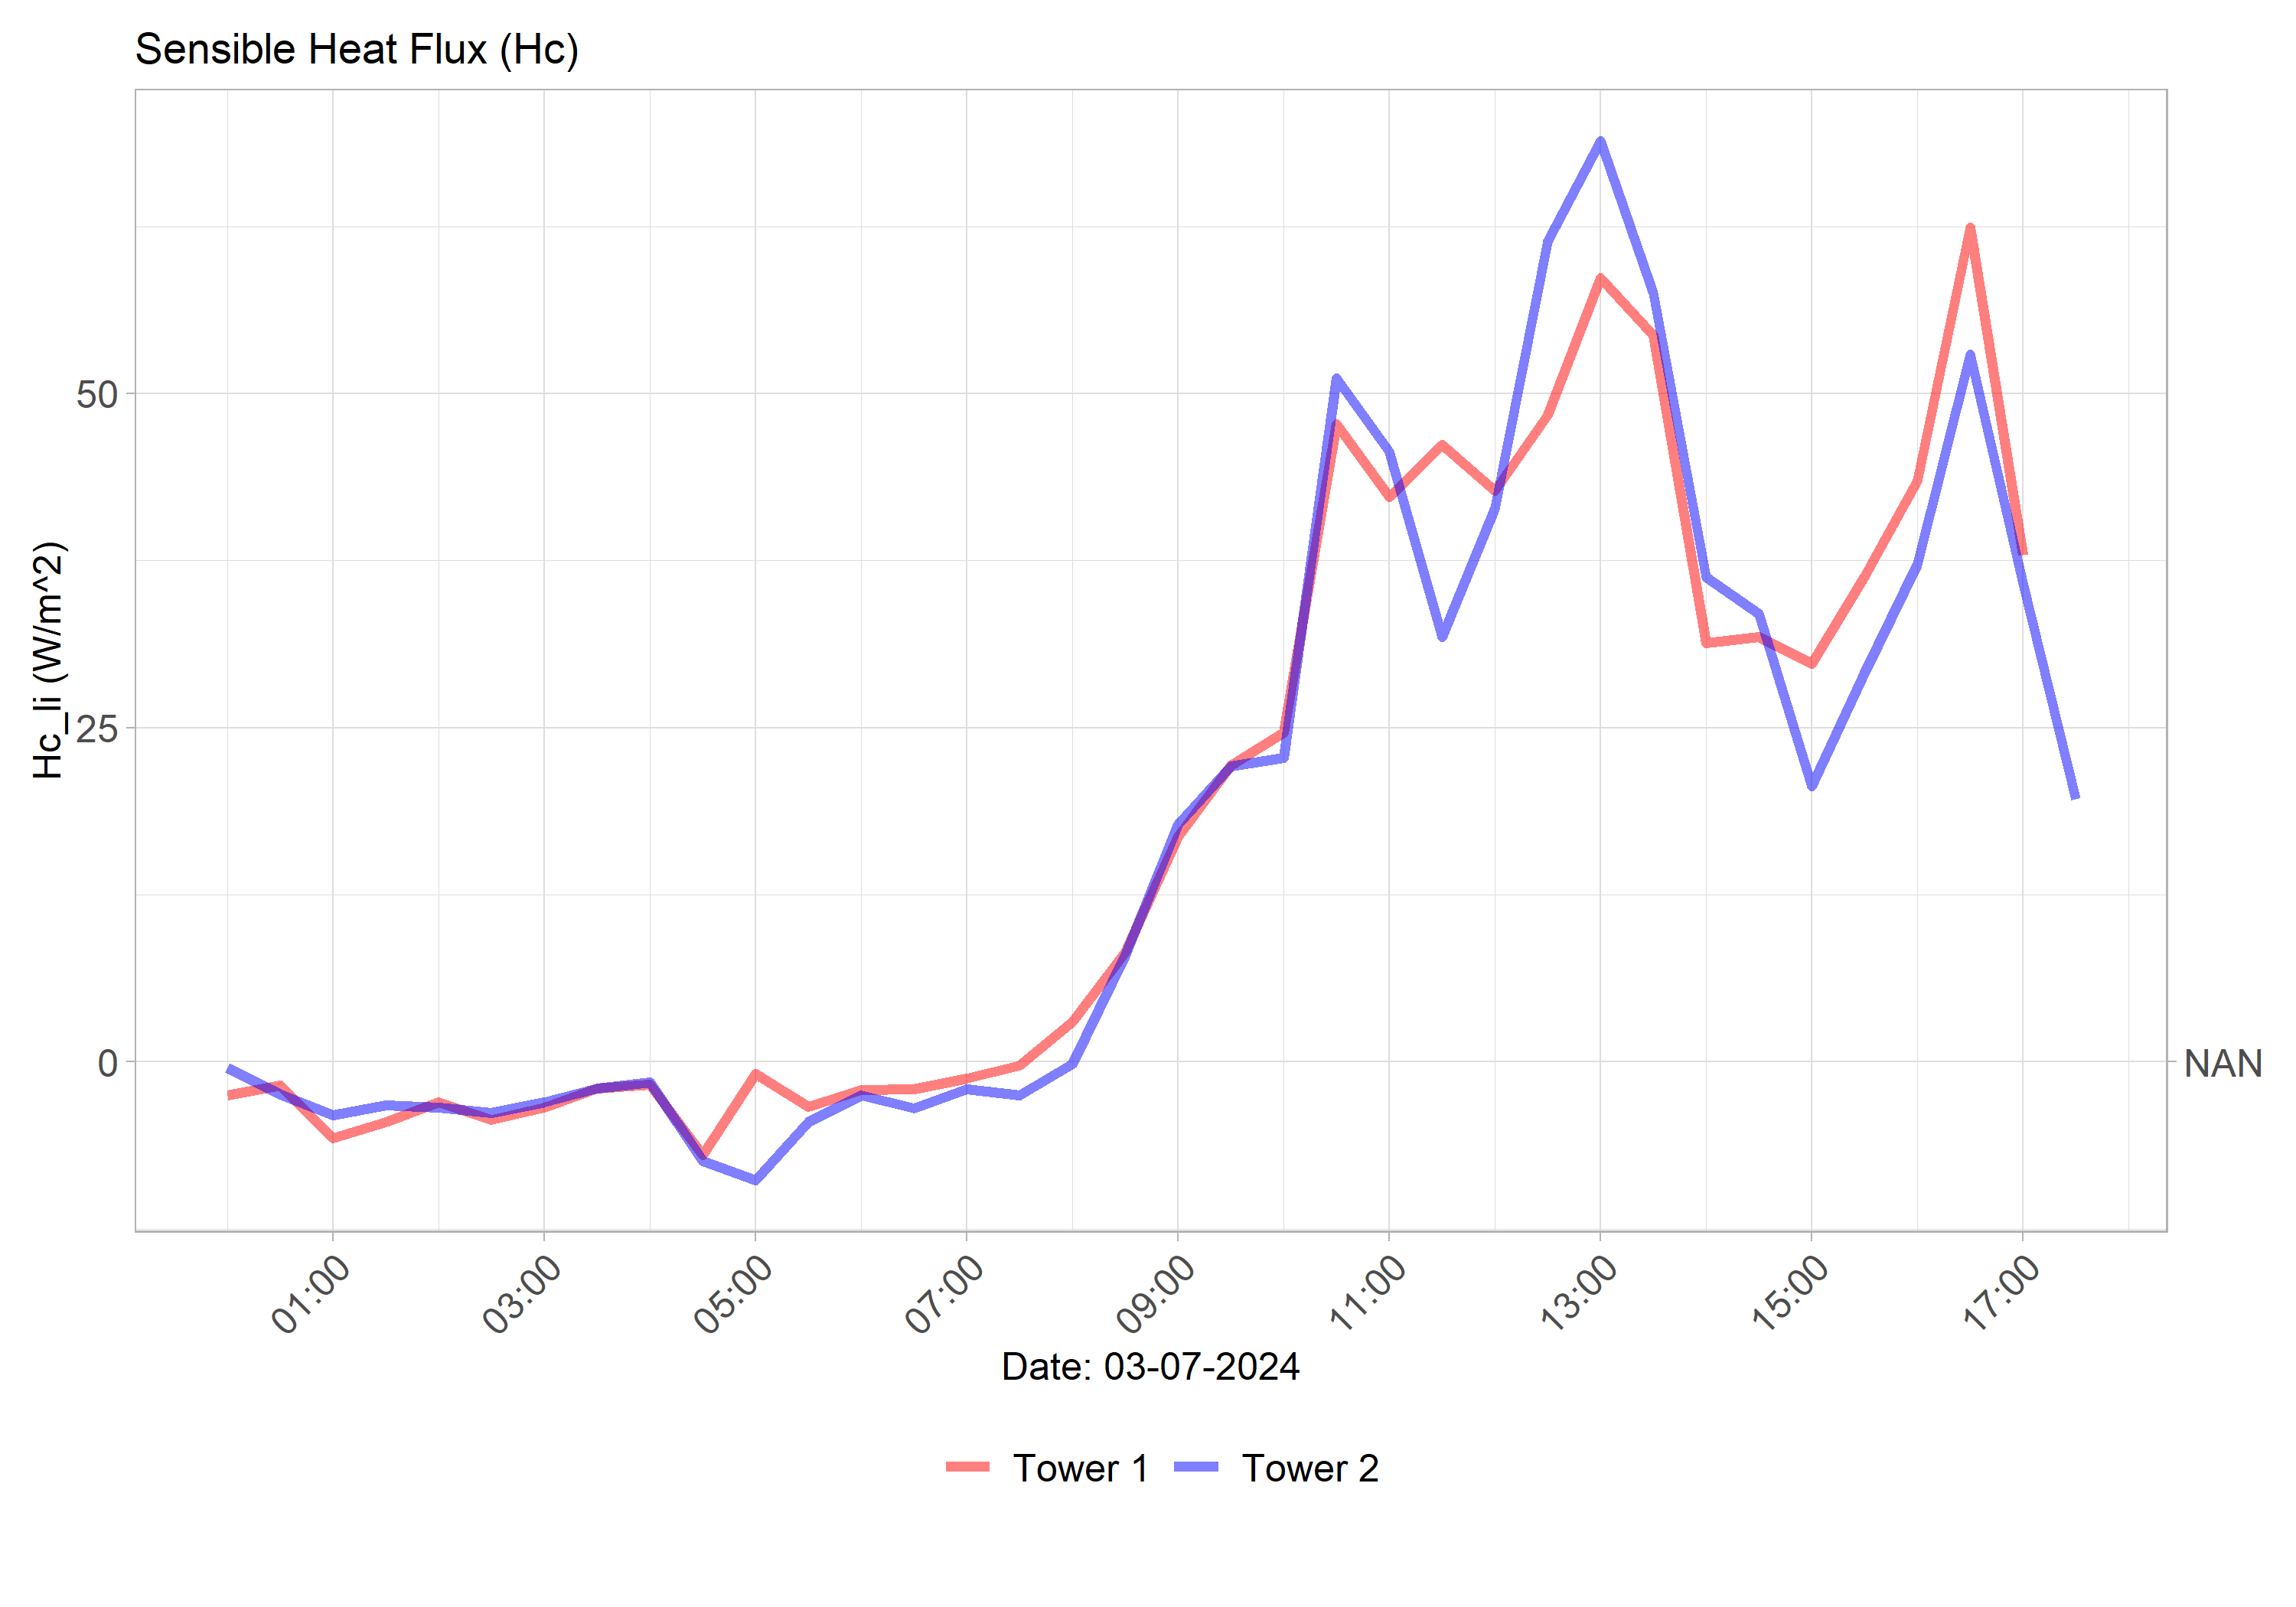 Sensible Heat Flux (Hc)
Hc_li (W/m^2)
50
25
0
NAN
01:00
03:00
05:00
07:00
09:00
11:00
13:00
15:00
17:00
Date: 03-07-2024
Tower 1
Tower 2